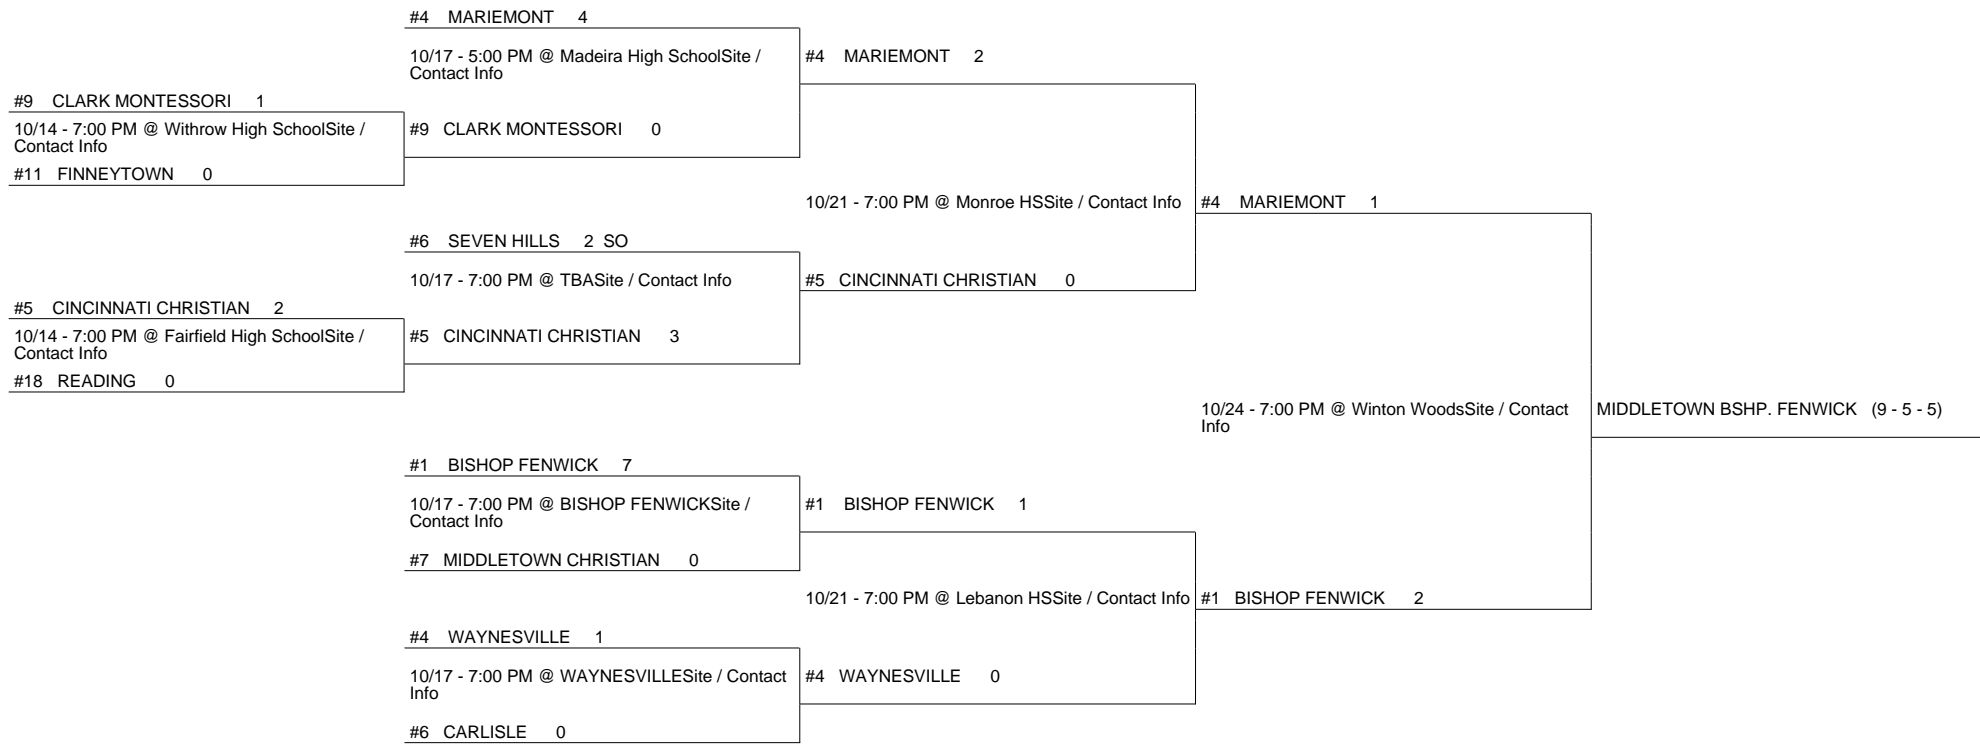 #4 MARIEMONT 4
10/17 - 5:00 PM @ Madeira High SchoolSite /
Contact Info
#4 MARIEMONT 2
#9 CLARK MONTESSORI 1
10/14 - 7:00 PM @ Withrow High SchoolSite /
Contact Info
#9 CLARK MONTESSORI 0
#11 FINNEYTOWN 0
10/21 - 7:00 PM @ Monroe HSSite / Contact Info
#4 MARIEMONT 1
#6 SEVEN HILLS 2 SO
10/17 - 7:00 PM @ TBASite / Contact Info
#5 CINCINNATI CHRISTIAN 0
#5 CINCINNATI CHRISTIAN 2
10/14 - 7:00 PM @ Fairfield High SchoolSite /
Contact Info
#5 CINCINNATI CHRISTIAN 3
#18 READING 0
10/24 - 7:00 PM @ Winton WoodsSite / Contact
Info
MIDDLETOWN BSHP. FENWICK (9 - 5 - 5)
#1 BISHOP FENWICK 7
10/17 - 7:00 PM @ BISHOP FENWICKSite /
Contact Info
#1 BISHOP FENWICK 1
#7 MIDDLETOWN CHRISTIAN 0
10/21 - 7:00 PM @ Lebanon HSSite / Contact Info
#1 BISHOP FENWICK 2
#4 WAYNESVILLE 1
10/17 - 7:00 PM @ WAYNESVILLESite / Contact
Info
#4 WAYNESVILLE 0
#6 CARLISLE 0